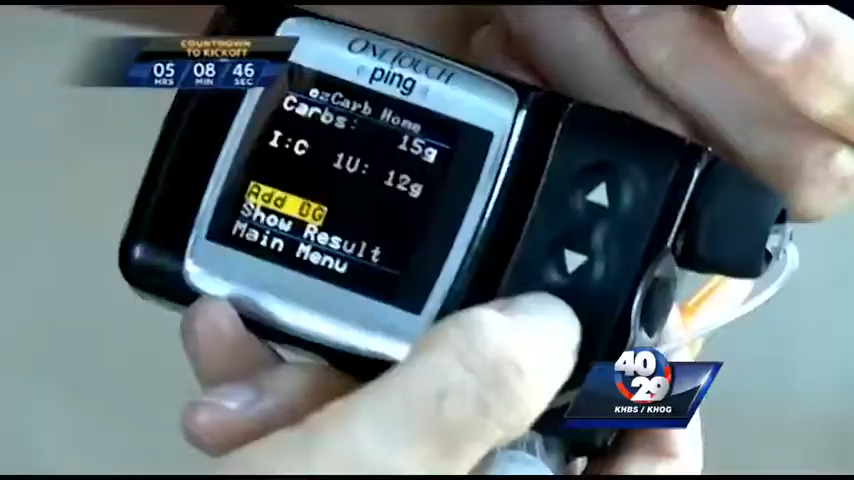 COUNTDOWN
TO KICKOFF
05 08 46
HRS MIN SEC
ONETOUCH
ping
ezCarb Home
Carbs: 15g
I:C 1U: 12g
Add BG
Show Result
Main Menu
40
29
KHBS / KHOG